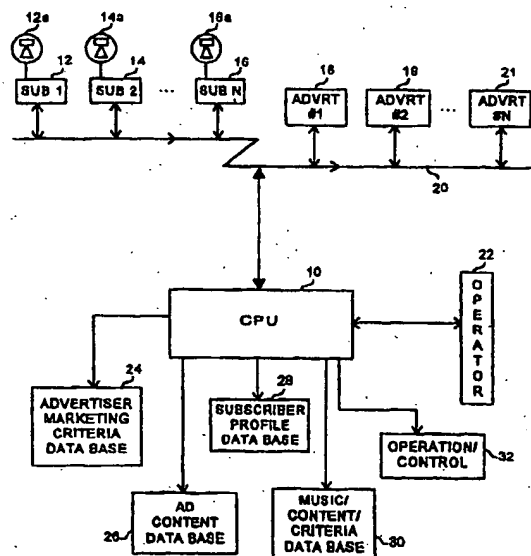 12a
14a
16a
12
14
16
SUB 1
SUB 2
...
SUB N
18
19
21
ADVRT #1
ADVRT #2
...
ADVRT #N
20
10
CPU
22
OPERATOR
24
ADVERTISER
MARKETING
CRITERIA
DATA BASE
28
SUBSCRIBER
PROFILE
DATA BASE
OPERATION/
CONTROL
32
26
AD
CONTENT
DATA BASE
MUSIC/
CONTENT/
CRITERIA
DATA BASE
30